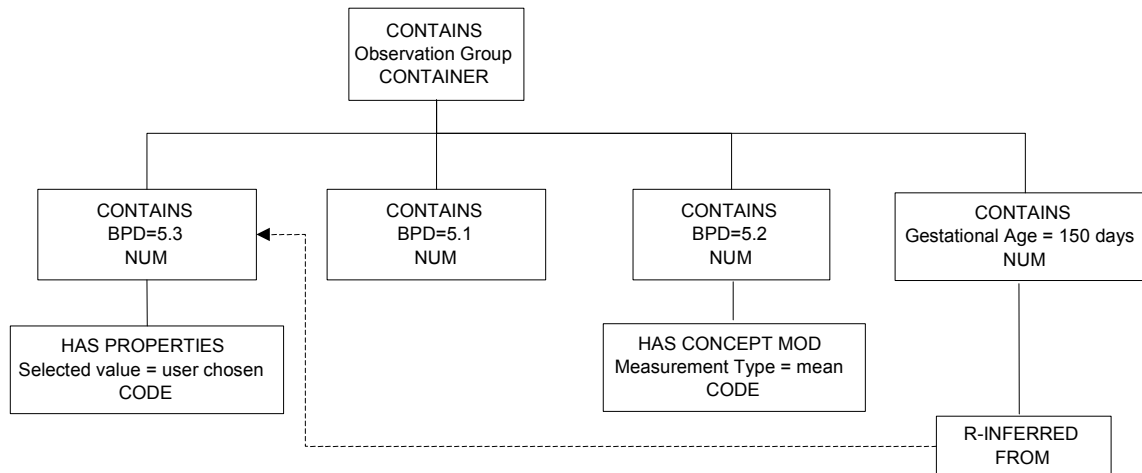 CONTAINS
Observation Group
CONTAINER
CONTAINS
BPD=5.3
NUM
CONTAINS
BPD=5.1
NUM
CONTAINS
BPD=5.2
NUM
CONTAINS
Gestational Age = 150 days
NUM
HAS PROPERTIES
Selected value = user chosen
CODE
HAS CONCEPT MOD
Measurement Type = mean
CODE
R-INFERRED
FROM